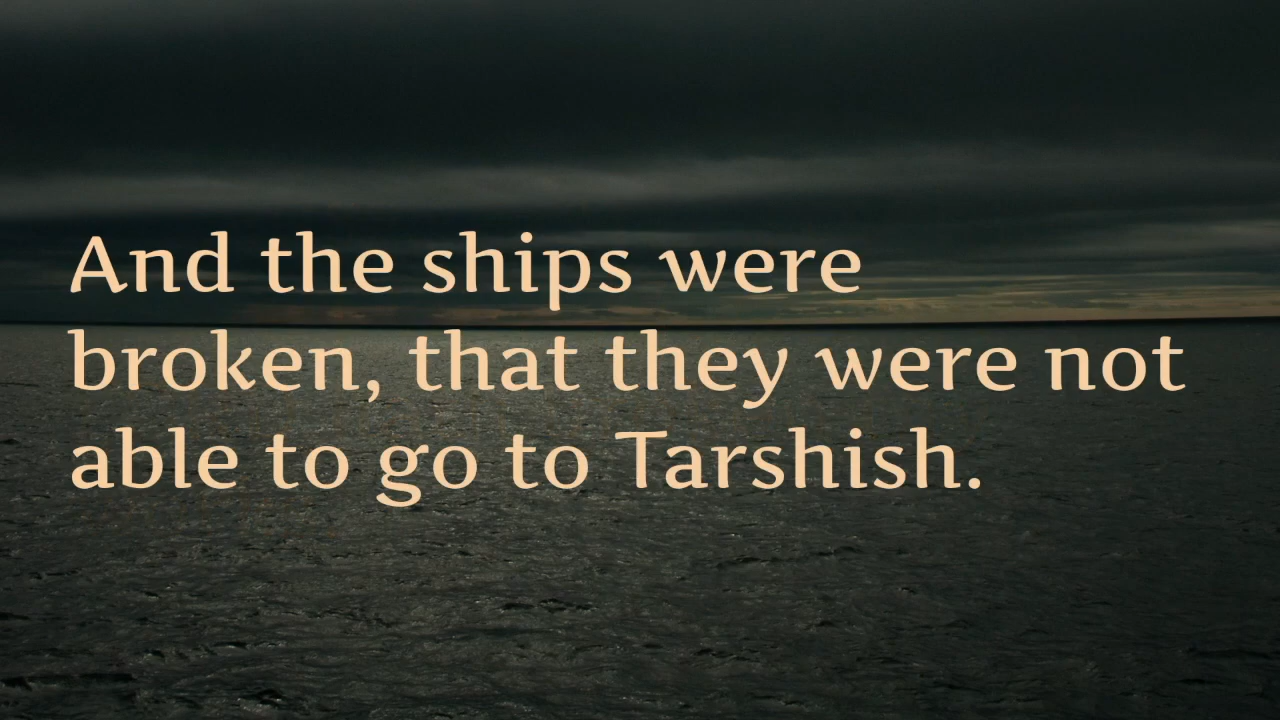 And the ships were
broken, that they were not
able to go to Tarshish.